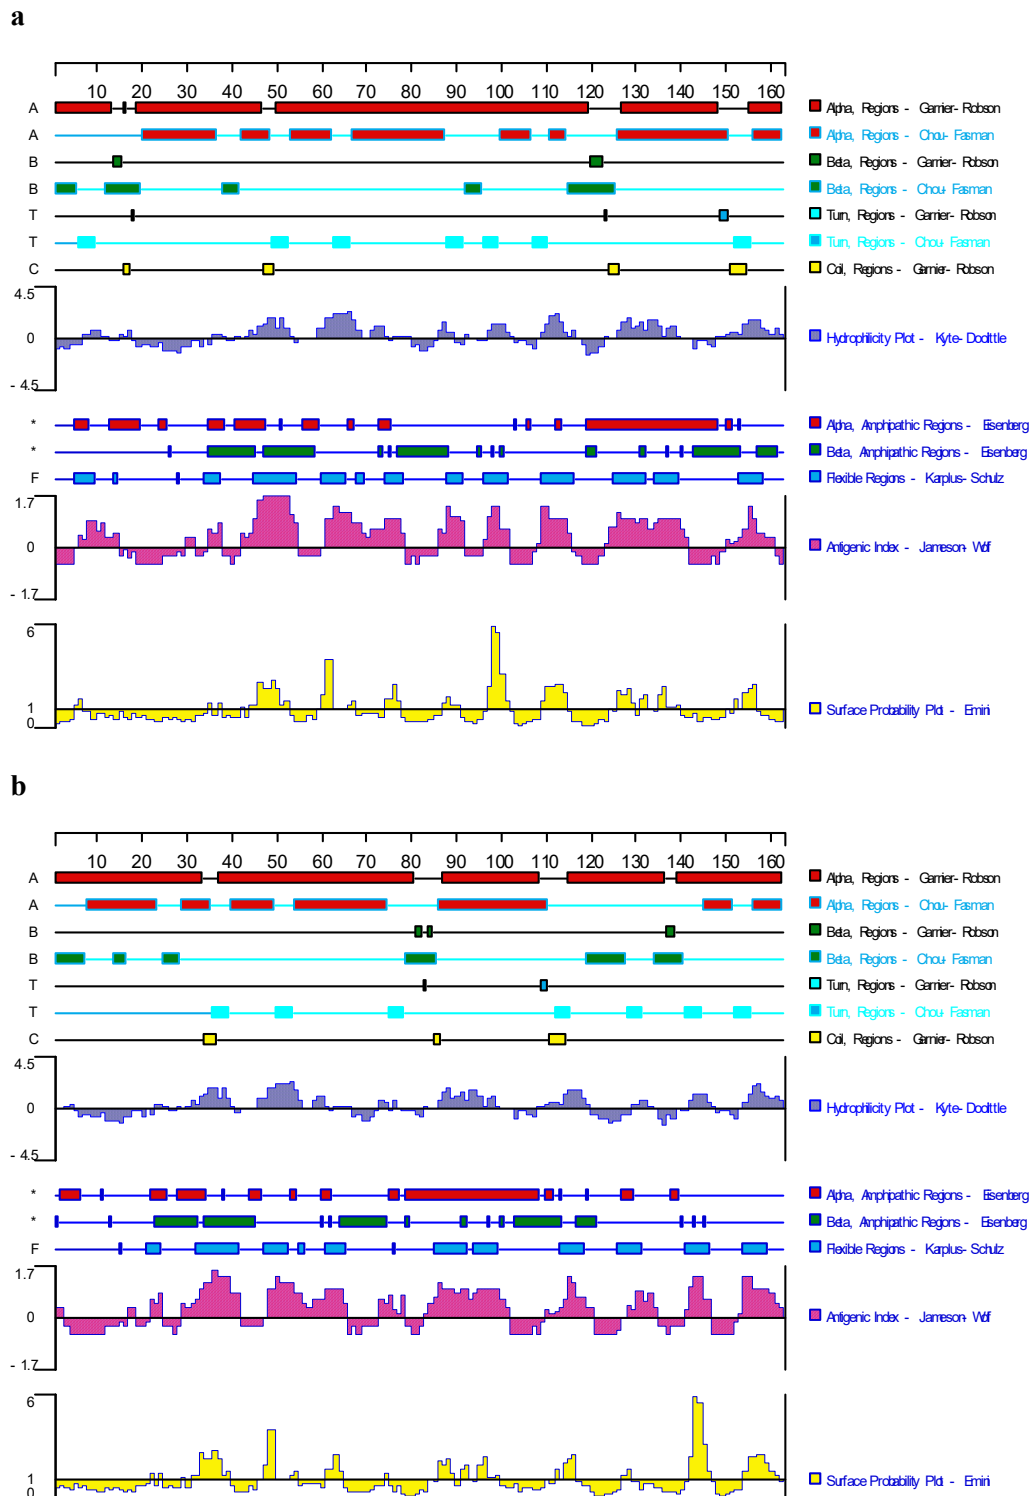 a
10 20 30 40 50 60 70 80 90 100 110 120 130 140 150 160
A Alpha, Regions - Garnier-Robson
A Alpha, Regions - Chou-Fasman
B Beta, Regions - Garnier-Robson
B Beta, Regions - Chou-Fasman
T Turn, Regions - Garnier-Robson
T Turn, Regions - Chou-Fasman
C Coil, Regions - Garnier-Robson
4.5
0 Hydrophilicity Plot - Kyte-Doolittle
-4.5
* Alpha, Amphipathic Regions - Eisenberg
* Beta, Amphipathic Regions - Eisenberg
F Flexible Regions - Karplus-Schulz
1.7
0 Antigenic Index - Jameson-Wolf
-1.7
6
1 Surface Probability Plot - Emini
0
b
10 20 30 40 50 60 70 80 90 100 110 120 130 140 150 160
A Alpha, Regions - Garnier-Robson
A Alpha, Regions - Chou-Fasman
B Beta, Regions - Garnier-Robson
B Beta, Regions - Chou-Fasman
T Turn, Regions - Garnier-Robson
T Turn, Regions - Chou-Fasman
C Coil, Regions - Garnier-Robson
4.5
0 Hydrophilicity Plot - Kyte-Doolittle
-4.5
* Alpha, Amphipathic Regions - Eisenberg
* Beta, Amphipathic Regions - Eisenberg
F Flexible Regions - Karplus-Schulz
1.7
0 Antigenic Index - Jameson-Wolf
-1.7
6
1 Surface Probability Plot - Emini
0